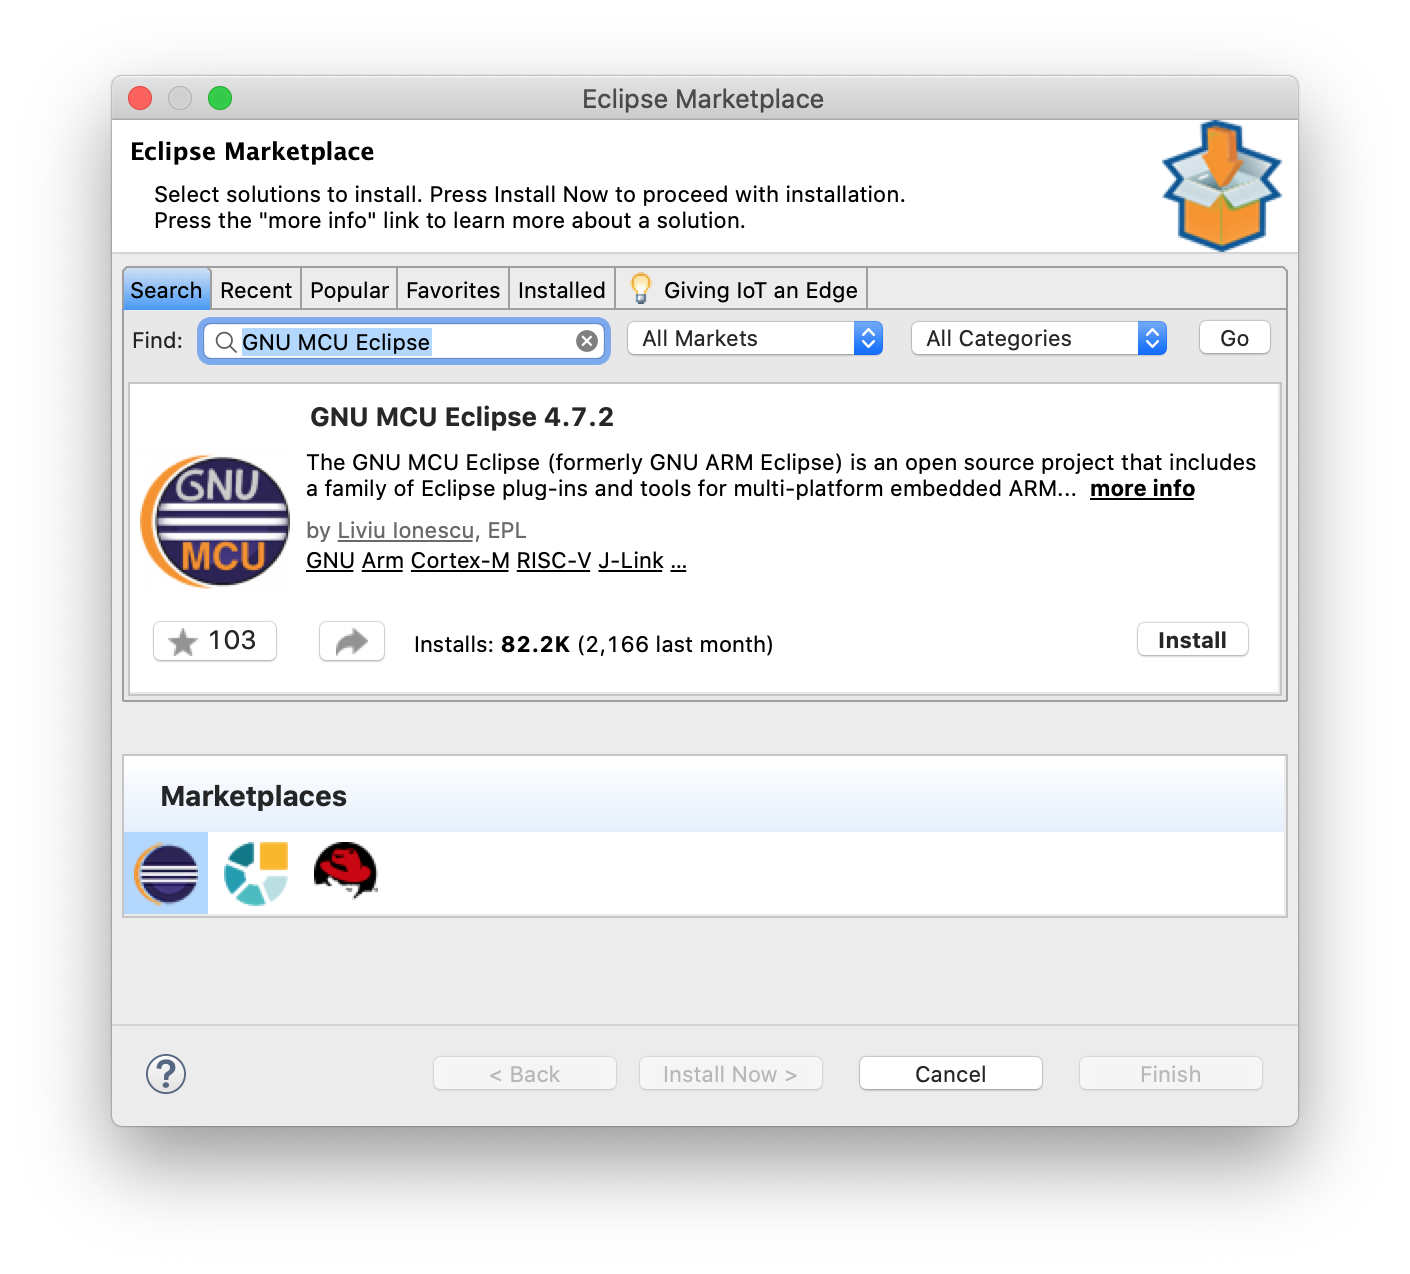 Eclipse Marketplace
Eclipse Marketplace
Select solutions to install. Press Install Now to proceed with installation.
Press the "more info" link to learn more about a solution.
Search Recent Popular Favorites Installed Giving IoT an Edge
Find: GNU MCU Eclipse All Markets All Categories Go
GNU MCU Eclipse 4.7.2
The GNU MCU Eclipse (formerly GNU ARM Eclipse) is an open source project that includes
a family of Eclipse plug-ins and tools for multi-platform embedded ARM... more info
GNU
MCU
by Liviu Ionescu, EPL
GNU Arm Cortex-M RISC-V J-Link ...
103 Installs: 82.2K (2,166 last month) Install
Marketplaces
? < Back Install Now > Cancel Finish